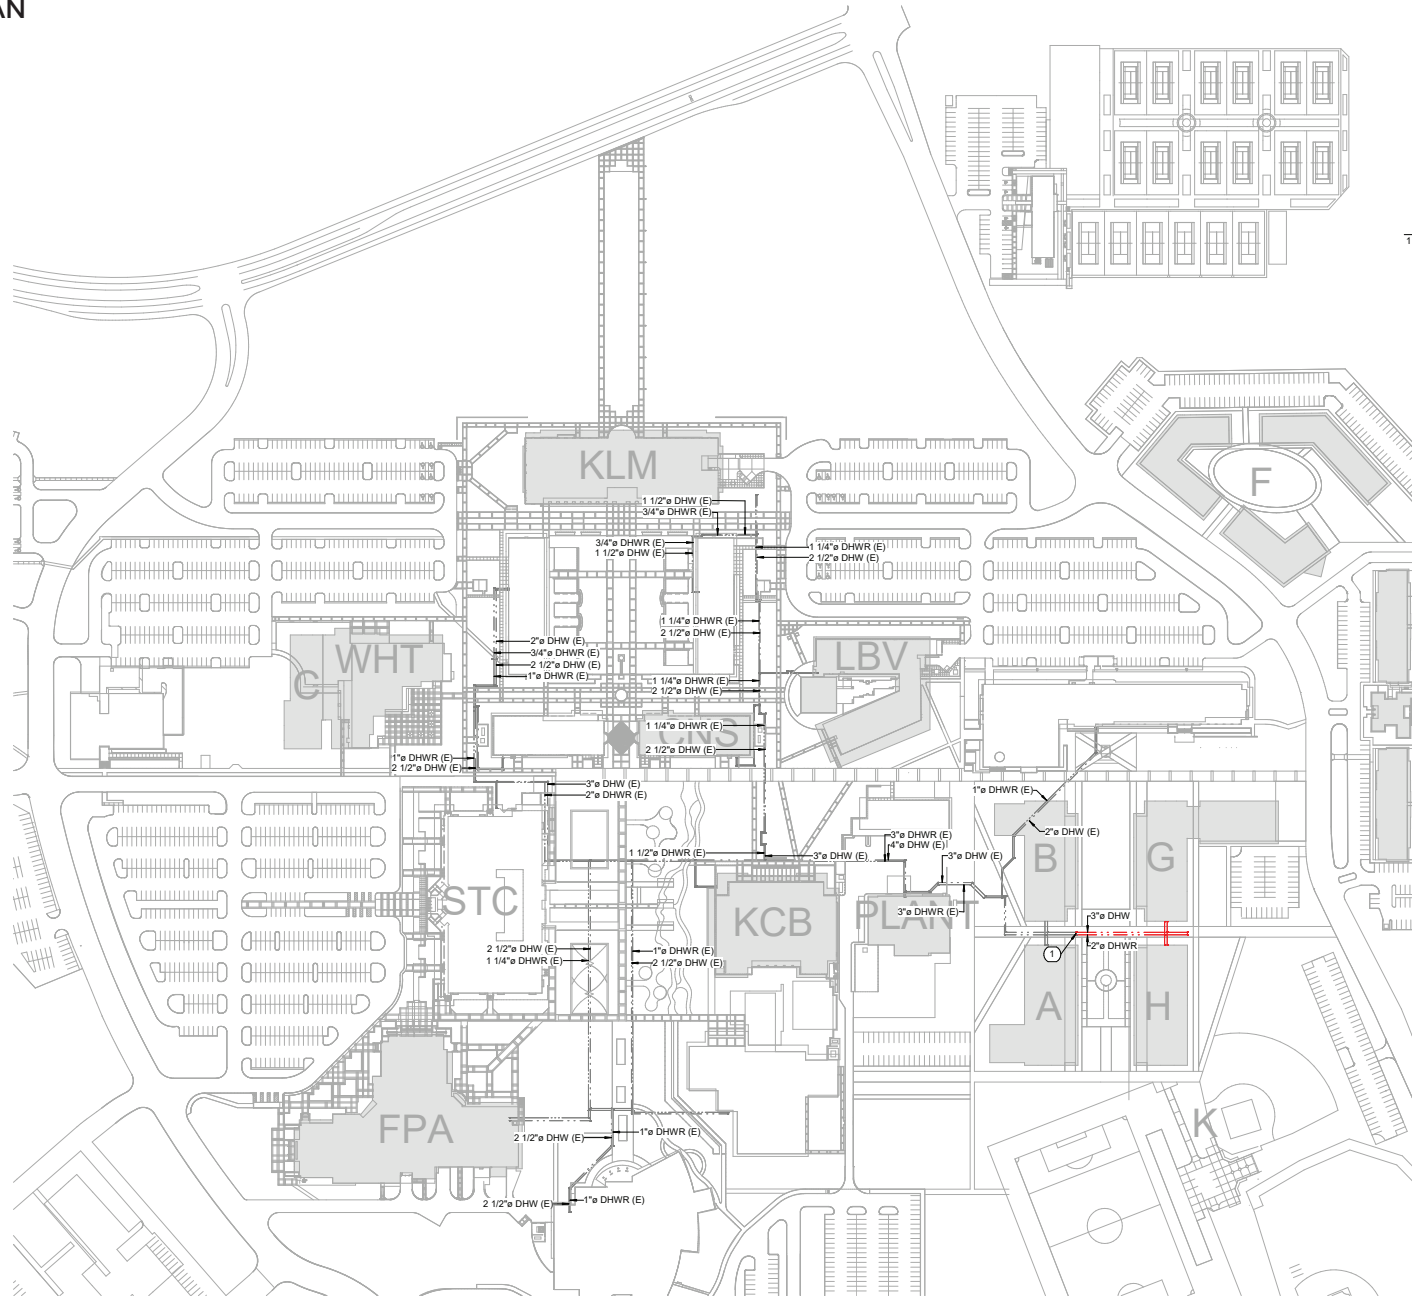 AN
1
KLM
F
1 1/2"ø DHW (E)
3/4"ø DHWR (E)
3/4"ø DHWR (E)
1 1/2"ø DHW (E)
1 1/4"ø DHWR (E)
2 1/2"ø DHW (E)
1 1/4"ø DHWR (E)
2 1/2"ø DHW (E)
2"ø DHW (E)
3/4"ø DHWR (E)
2 1/2"ø DHW (E)
1"ø DHWR (E)
WHT
C
LBV
1 1/4"ø DHWR (E)
2 1/2"ø DHW (E)
1 1/4"ø DHWR (E)
CNS
2 1/2"ø DHW (E)
1"ø DHWR (E)
2 1/2"ø DHW (E)
3"ø DHW (E)
2"ø DHWR (E)
1"ø DHWR (E)
2"ø DHW (E)
3"ø DHWR (E)
4"ø DHW (E)
1 1/2"ø DHWR (E)
3"ø DHW (E)
3"ø DHW (E)
B
G
STC
KCB
PLANT
3"ø DHWR (E)
3"ø DHW
2"ø DHWR
1
2 1/2"ø DHW (E)
1 1/4"ø DHWR (E)
1"ø DHWR (E)
2 1/2"ø DHW (E)
A
H
FPA
K
1"ø DHWR (E)
2 1/2"ø DHW (E)
1"ø DHWR (E)
2 1/2"ø DHW (E)